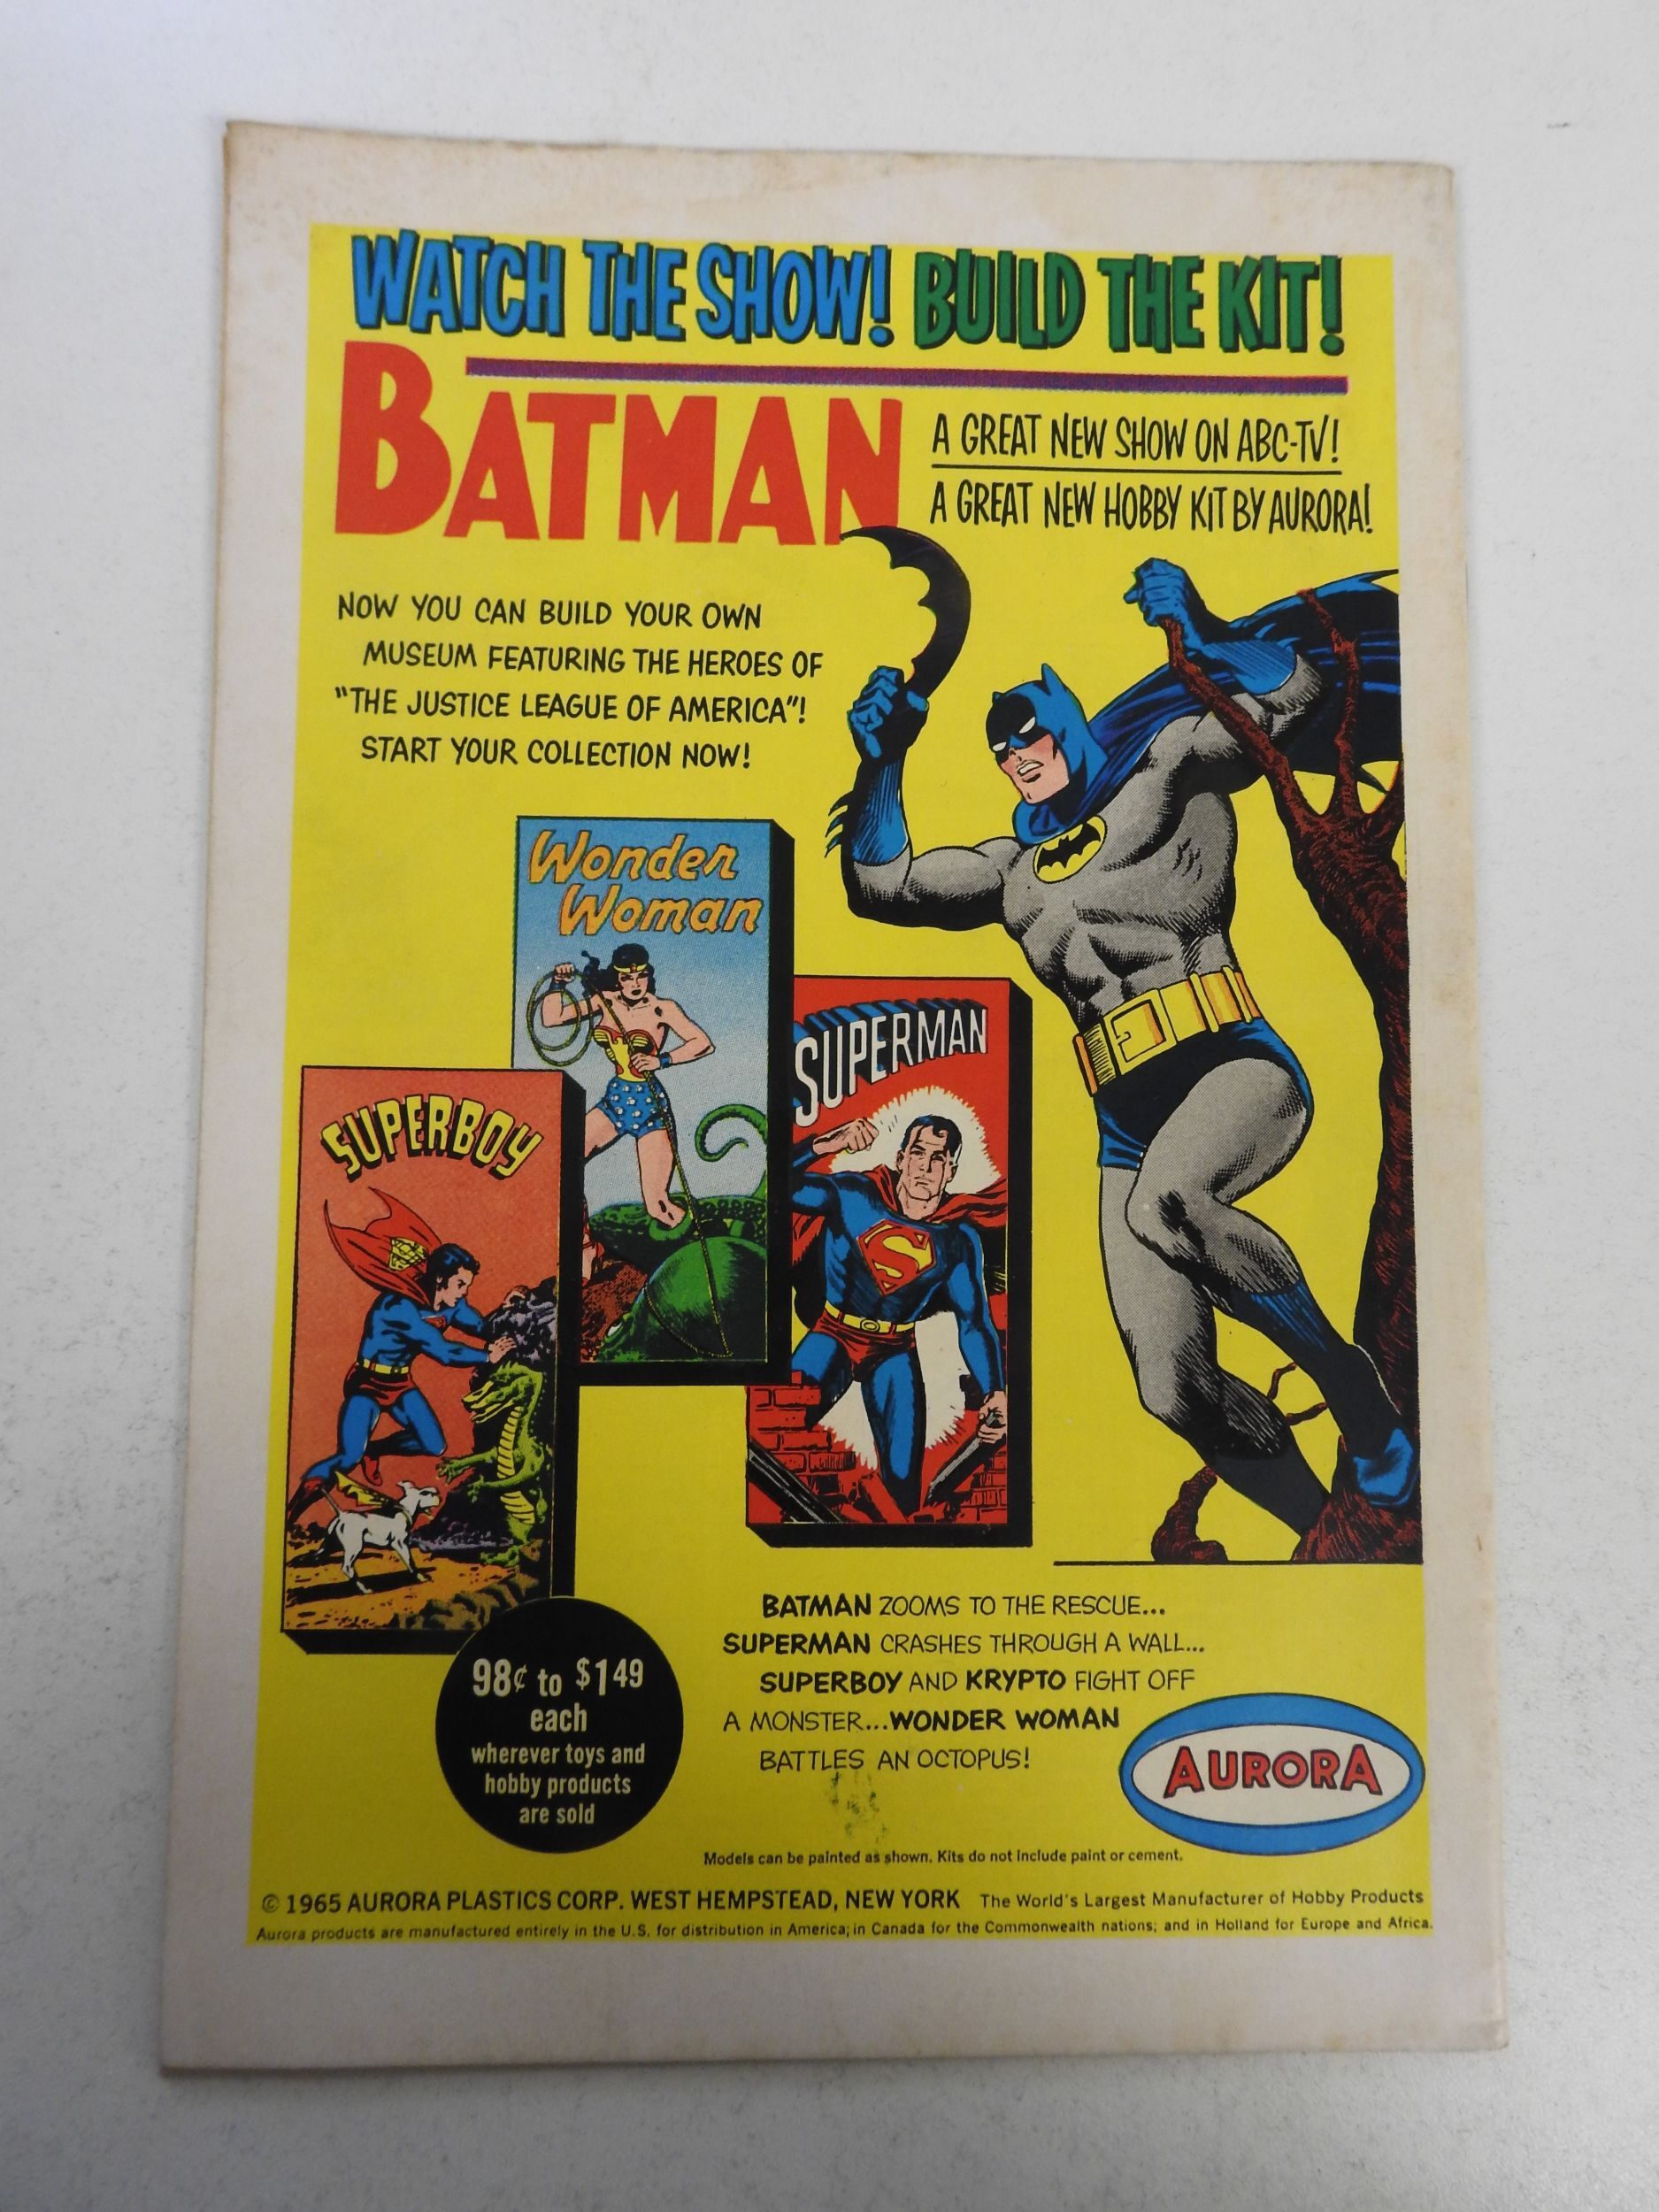 WATCH THE SHOW! BUILD THE KIT!
BATMAN
A GREAT NEW SHOW ON ABC-TV!
A GREAT NEW HOBBY KIT BY AURORA!
NOW YOU CAN BUILD YOUR OWN
MUSEUM FEATURING THE HEROES OF
"THE JUSTICE LEAGUE OF AMERICA"!
START YOUR COLLECTION NOW!
Wonder
Woman
SUPERMAN
S
SUPERBOY
98¢ to $149
each
wherever toys and
hobby products
are sold
BATMAN ZOOMS TO THE RESCUE...
SUPERMAN CRASHES THROUGH A WALL...
SUPERBOY AND KRYPTO FIGHT OFF
A MONSTER...WONDER WOMAN
BATTLES AN OCTOPUS!
AURORA
Models can be painted as shown. Kits do not include paint or cement.
© 1965 AURORA PLASTICS CORP. WEST HEMPSTEAD, NEW YORK The World's Largest Manufacturer of Hobby Products
Aurora products are manufactured entirely in the U.S. for distribution in America; in Canada for the Commonwealth nations; and in Holland for Europe and Africa.